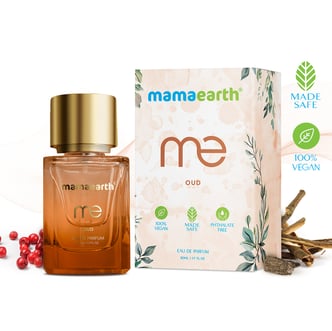 mamaearth®
me
OUD
100%
VEGAN
MADE
SAFE
PHTHALATE
FREE
EAU DE PARFUM
mamaearth
me
OUD
MADE
SAFE
100%
VEGAN